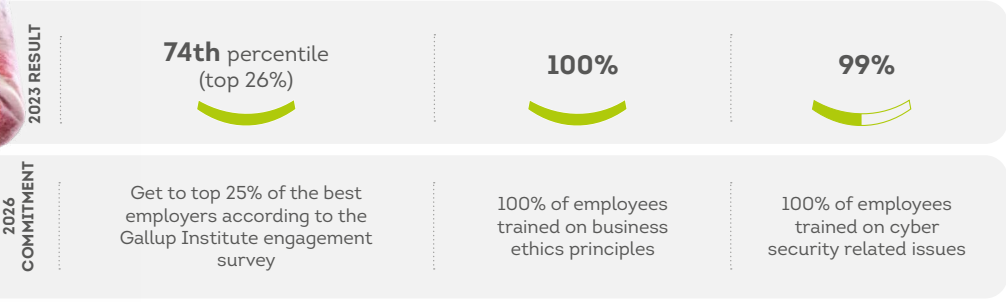 2023 RESULT
74th percentile
(top 26%)
100%
99%
2026
COMMITMENT
Get to top 25% of the best
employers according to the
Gallup Institute engagement
survey
100% of employees
trained on business
ethics principles
100% of employees
trained on cyber
security related issues